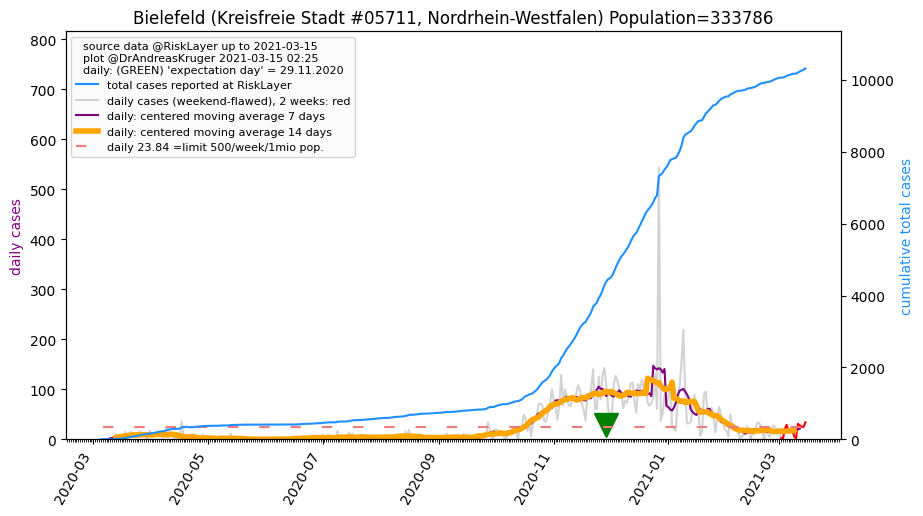 Bielefeld (Kreisfreie Stadt #05711, Nordrhein-Westfalen) Population=333786
source data @RiskLayer up to 2021-03-15
plot @DrAndreasKruger 2021-03-15 02:25
daily: (GREEN) 'expectation day' = 29.11.2020
total cases reported at RiskLayer
daily cases (weekend-flawed), 2 weeks: red
daily: centered moving average 7 days
daily: centered moving average 14 days
daily 23.84 =limit 500/week/1mio pop.
daily cases
800
700
600
500
400
300
200
100
0
10000
8000
6000
4000
2000
0
cumulative total cases
2020-03
2020-05
2020-07
2020-09
2020-11
2021-01
2021-03